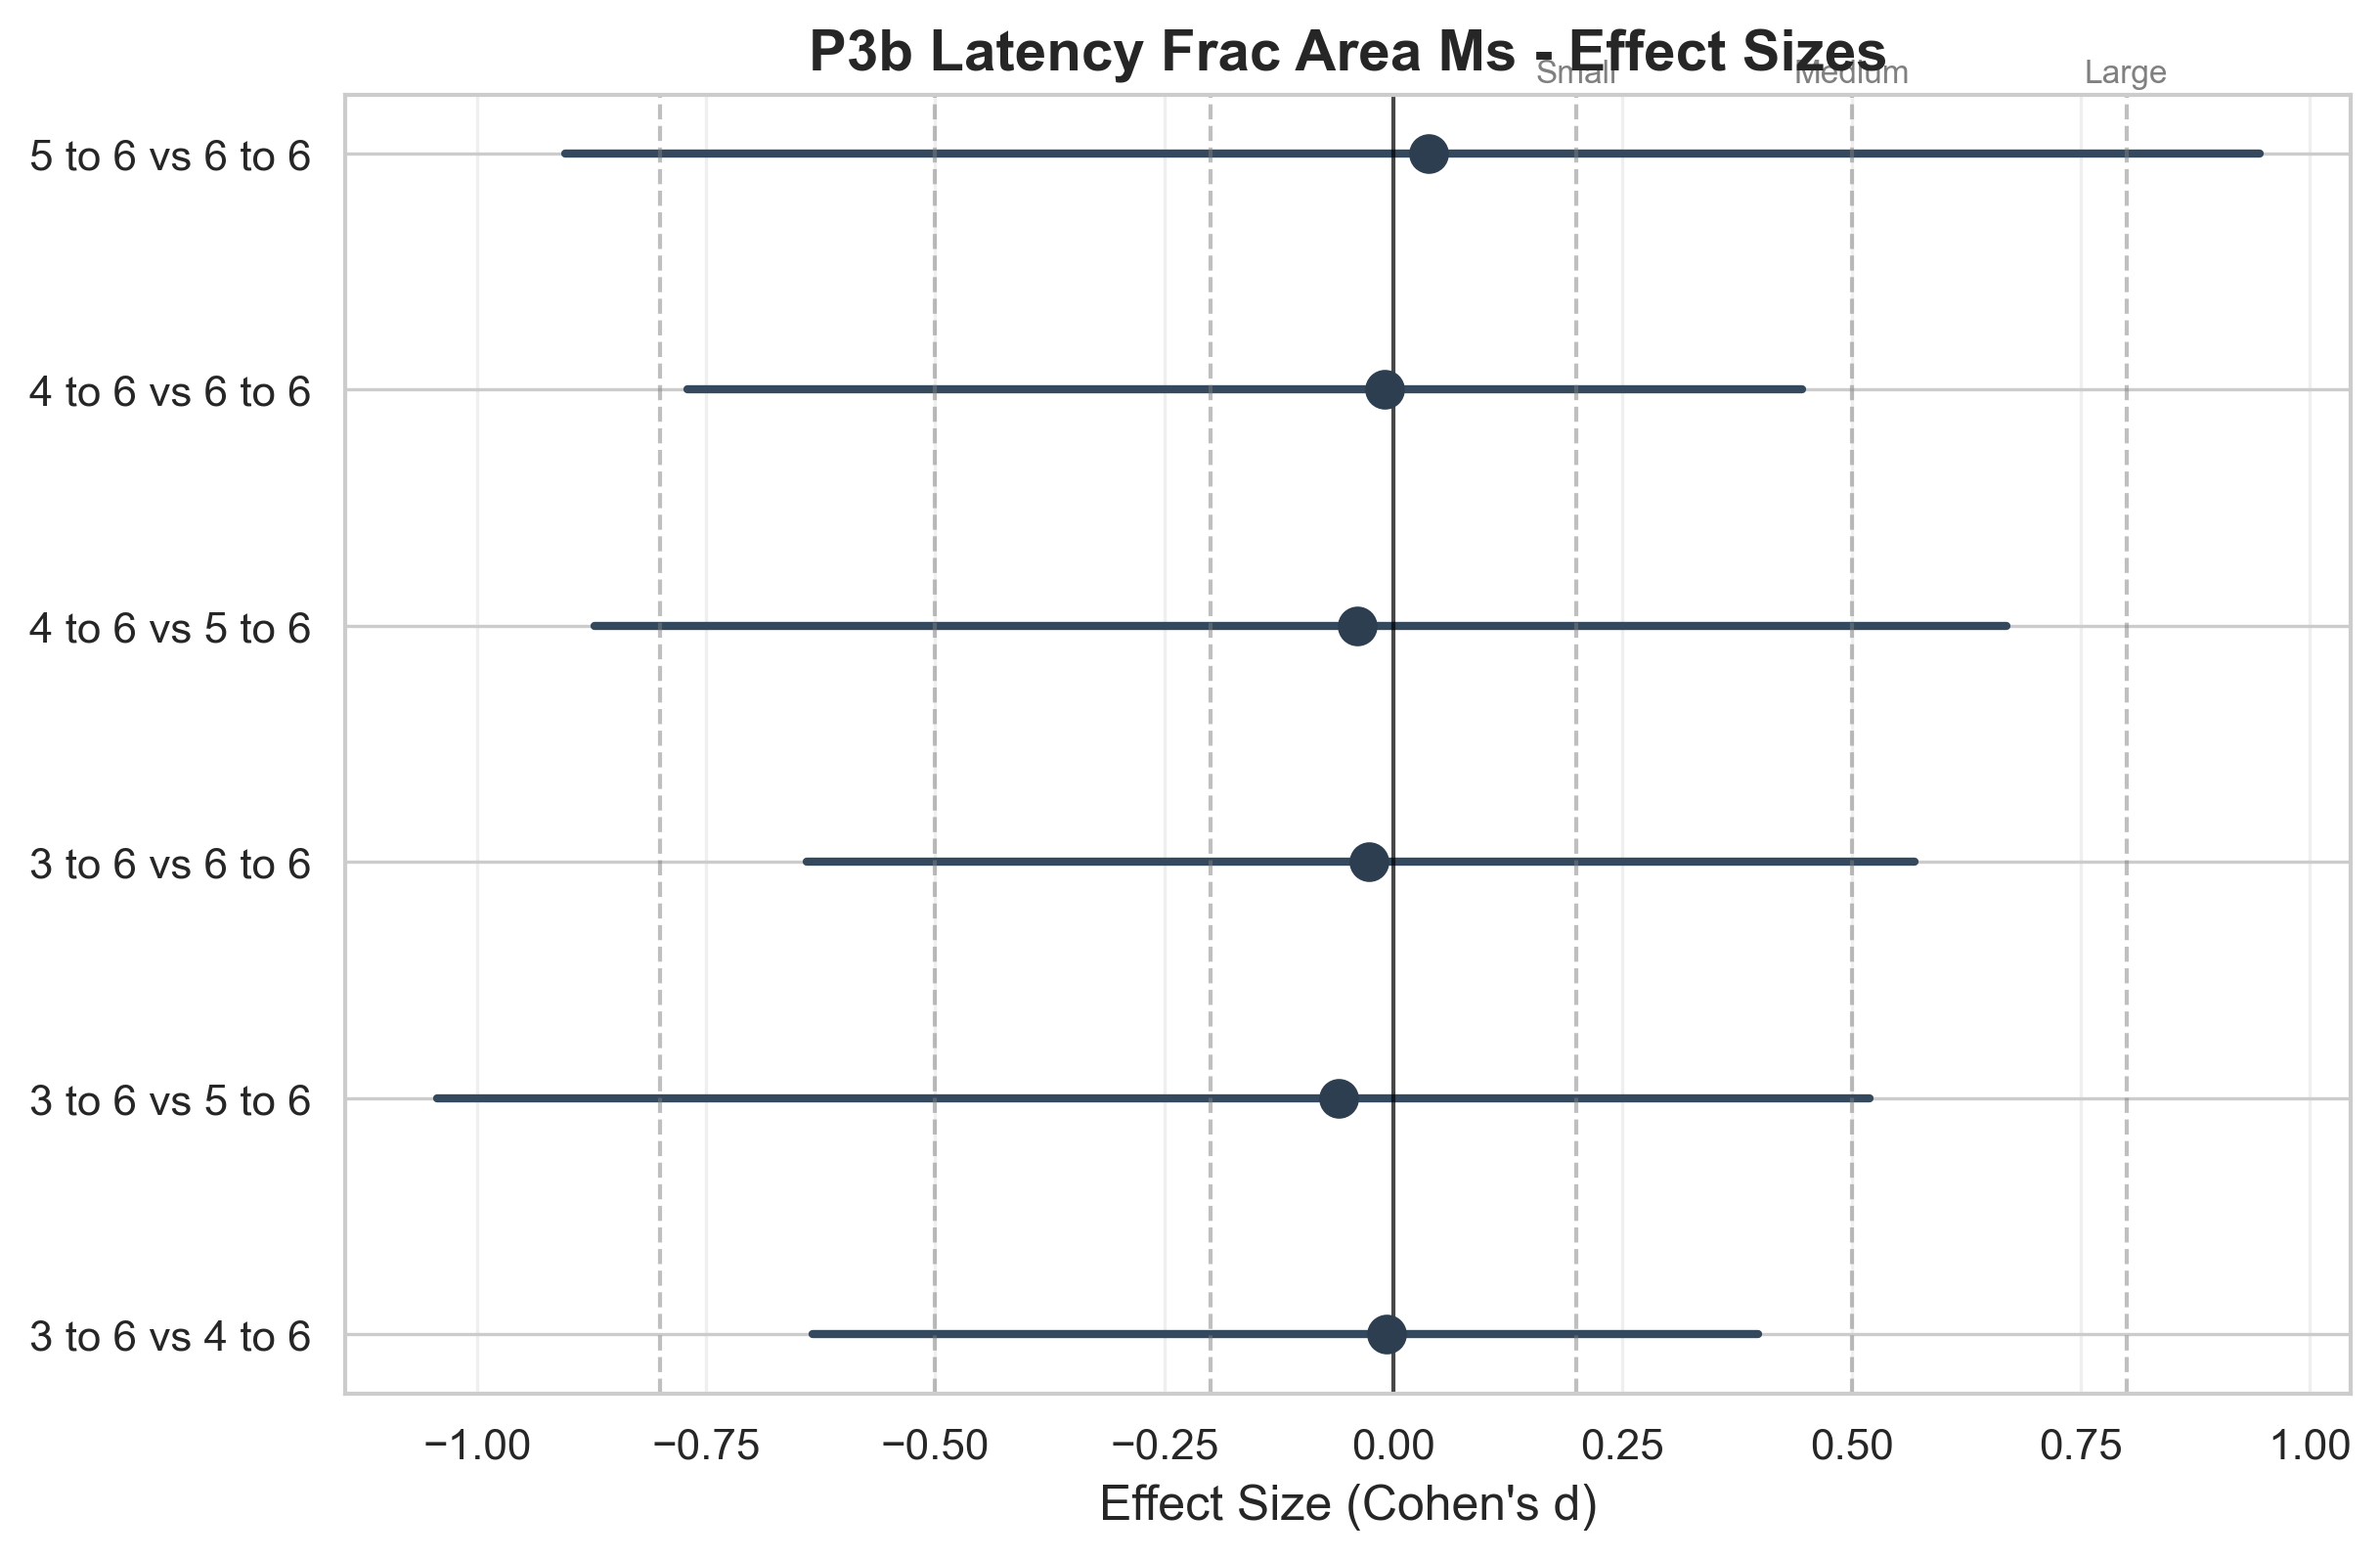 P3b Latency Frac Area Ms - Effect Sizes
Small Medium Large
5 to 6 vs 6 to 6
4 to 6 vs 6 to 6
4 to 6 vs 5 to 6
3 to 6 vs 6 to 6
3 to 6 vs 5 to 6
3 to 6 vs 4 to 6
−1.00 −0.75 −0.50 −0.25 0.00 0.25 0.50 0.75 1.00
Effect Size (Cohen's d)